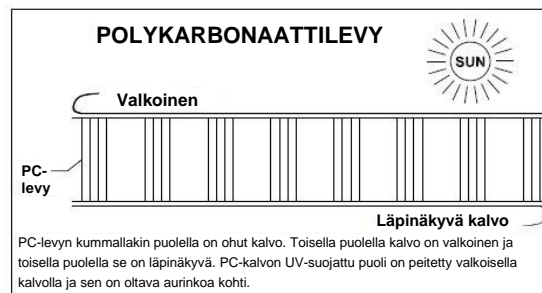 POLYKARBONAATTILEVY
SUN
Valkoinen
PC-
levy
Läpinäkyvä kalvo
PC-levyn kummallakin puolella on ohut kalvo. Toisella puolella kalvo on valkoinen ja
toisella puolella se on läpinäkyvä. PC-kalvon UV-suojattu puoli on peitetty valkoisella
kalvolla ja sen on oltava aurinkoa kohti.